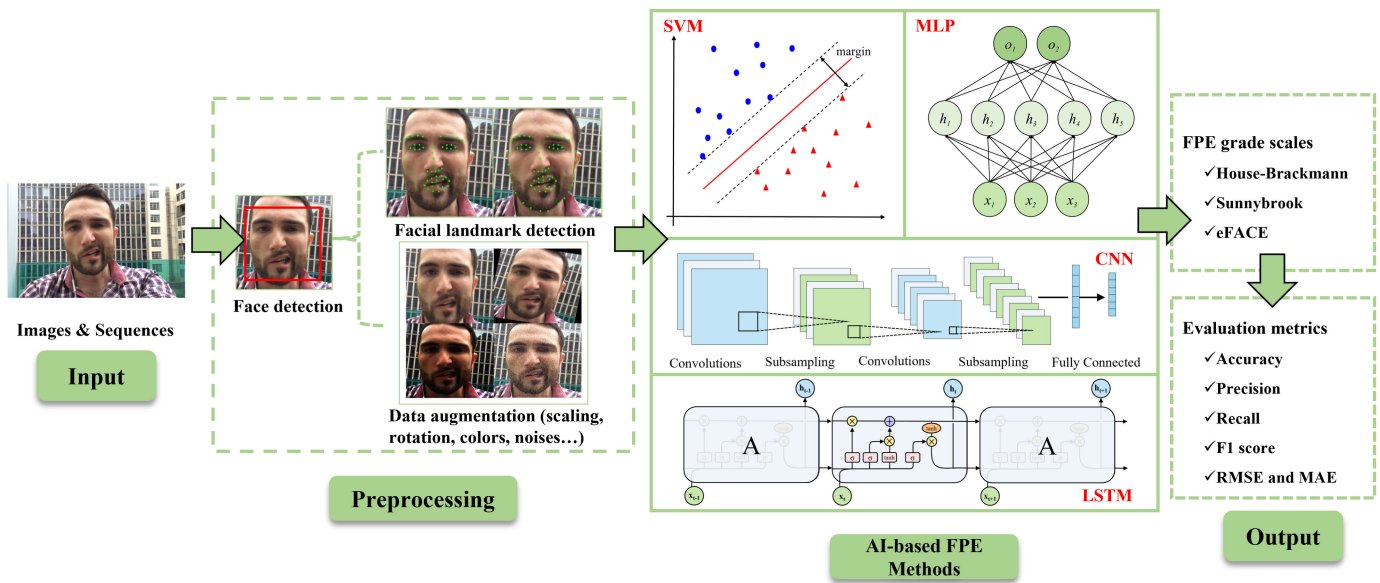 Images & Sequences
Input
Face detection
Facial landmark detection
Data augmentation (scaling,
rotation, colors, noises…)
Preprocessing
SVM
margin
MLP
o1 o2
h1 h2 h3 h4 h5
x1 x2 x3
CNN
Convolutions Subsampling Convolutions Subsampling Fully Connected
ht-1 ht ht+1
tanh
A A
σ σ tanh σ
xt-1 xt xt+1
LSTM
AI-based FPE
Methods
FPE grade scales
✓House-Brackmann
✓Sunnybrook
✓eFACE
Evaluation metrics
✓Accuracy
✓Precision
✓Recall
✓F1 score
✓RMSE and MAE
Output